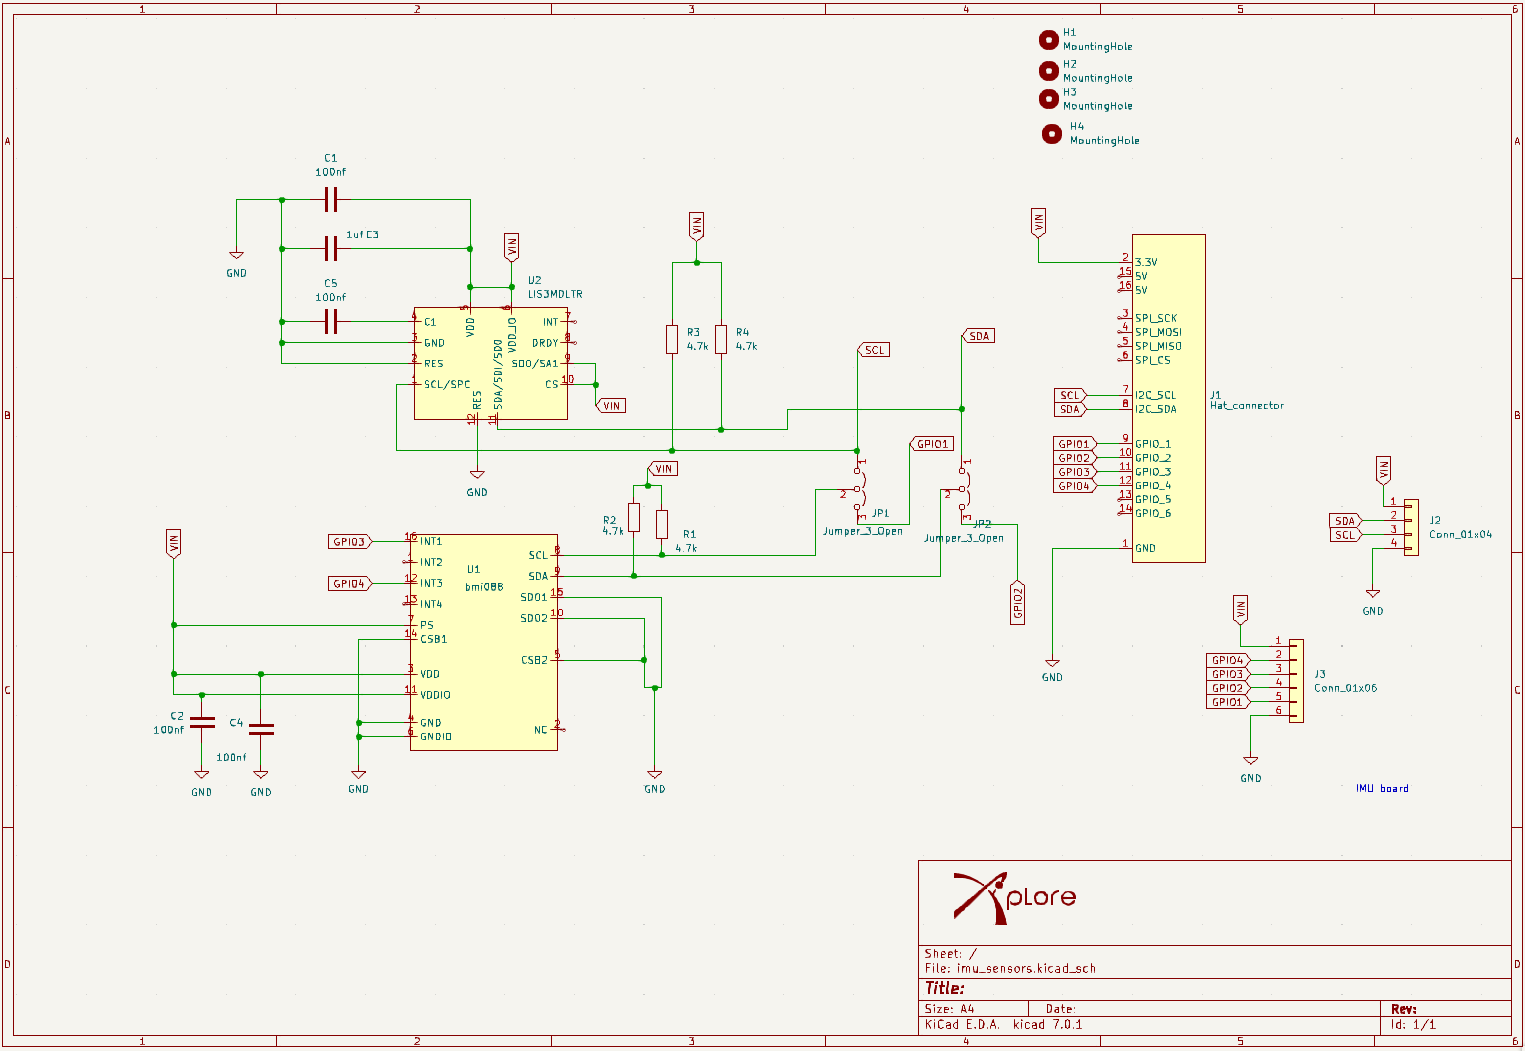 1 2 3 4 5 6
H1
MountingHole
H2
MountingHole
H3
MountingHole
H4
MountingHole
A A
C1
100nf
1uf C3
C5
100nf
GND
VIN
U2
LIS3MDLTR
4 C1
3 GND
2 RES
1 SCL/SPC
5 VDD
6 VDD_IO
INT 7
DRDY 8
SDO/SA1 9
CS 10
12 RES
11 SDA/SDI/SDO
VIN
GND
VIN
R3
4.7k
R4
4.7k
SCL
SDA
GPIO1
VIN
R2
4.7k
R1
4.7k
1
2
3
JP1
Jumper_3_Open
1
2
3
JP2
Jumper_3_Open
GPIO2
VIN
2 3.3V
15 5V
16 5V
3 SPI_SCK
4 SPI_MOSI
5 SPI_MISO
6 SPI_CS
SCL 7 I2C_SCL
SDA 8 I2C_SDA
GPIO1 9 GPIO_1
GPIO2 10 GPIO_2
GPIO3 11 GPIO_3
GPIO4 12 GPIO_4
13 GPIO_5
14 GPIO_6
1 GND
J1
Hat_connector
GND
B B
VIN
1
SDA 2
SCL 3
4
J2
Conn_01x04
GND
VIN
GPIO3 16 INT1
1 INT2
GPIO4 12 INT3
13 INT4
7 PS
14 CSB1
3 VDD
11 VDDIO
4 GND
6 GNDIO
U1
bmi088
SCL 8
SDA 9
SDO1 15
SDO2 10
CSB2 5
NC 2
C2
100nf
C4
100nf
GND
GND
GND
GND
C C
VIN
1
GPIO4 2
GPIO3 3
GPIO2 4
GPIO1 5
6
J3
Conn_01x06
GND
IMU board
D D
Xplore
Sheet: /
File: imu_sensors.kicad_sch
Title:
Size: A4 Date: Rev:
KiCad E.D.A. kicad 7.0.1 Id: 1/1
1 2 3 4 5 6